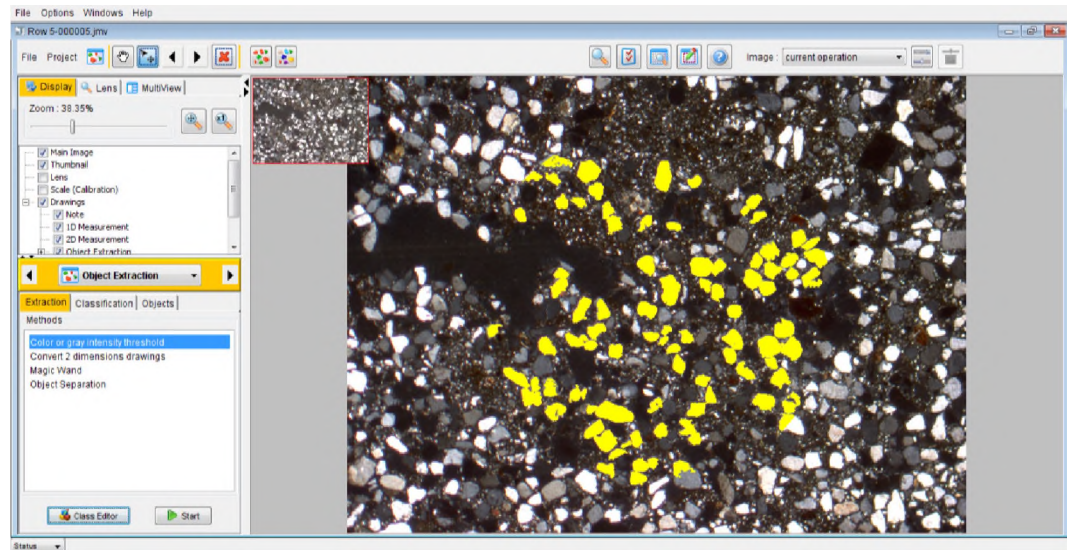 File Options Windows Help
Row 5-000005.jmv
File Project
Image : current operation
Display Lens MultiView
Zoom : 38.35%
Main Image
Thumbnail
Lens
Scale (Calibration)
Drawings
Note
1D Measurement
2D Measurement
Object Extraction
Object Extraction
Extraction Classification Objects
Methods
Color or gray intensity threshold
Convert 2 dimensions drawings
Magic Wand
Object Separation
Class Editor Start
Status